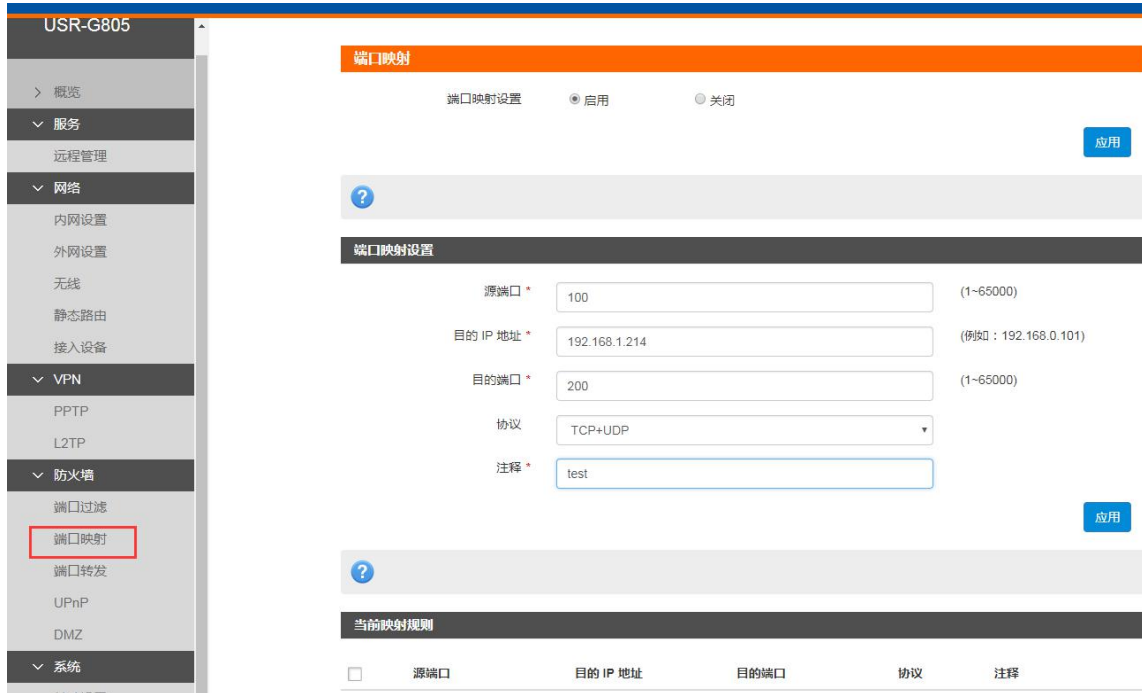 USR-G805
概览
服务
远程管理
网络
内网设置
外网设置
无线
静态路由
接入设备
VPN
PPTP
L2TP
防火墙
端口过滤
端口映射
端口转发
UPnP
DMZ
系统
端口映射
端口映射设置 启用 关闭
应用
端口映射设置
源端口 * 100 (1~65000)
目的 IP 地址 * 192.168.1.214 (例如：192.168.0.101)
目的端口 * 200 (1~65000)
协议 TCP+UDP
注释 * test
应用
当前映射规则
源端口 目的 IP 地址 目的端口 协议 注释